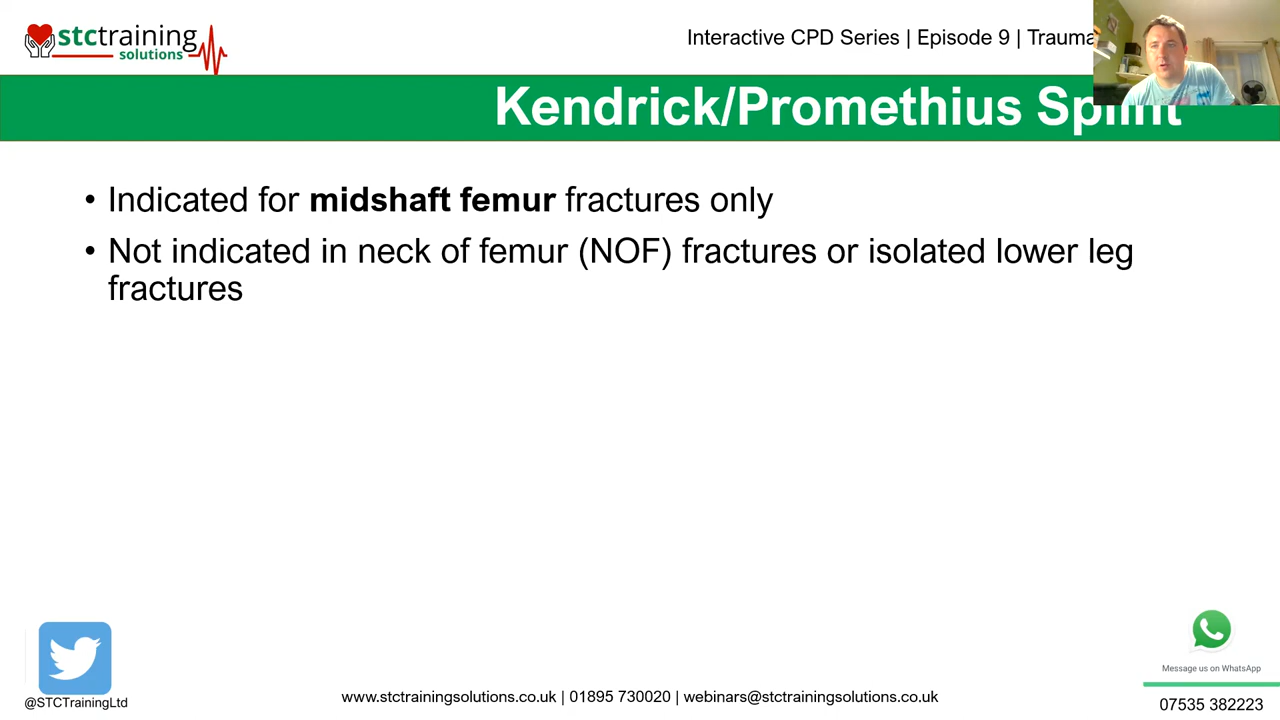 stctraining
solutions
Interactive CPD Series | Episode 9 | Trauma
Kendrick/Promethius Splint
• Indicated for midshaft femur fractures only
• Not indicated in neck of femur (NOF) fractures or isolated lower leg
fractures
@STCTrainingLtd
www.stctrainingsolutions.co.uk | 01895 730020 | webinars@stctrainingsolutions.co.uk
Message us on WhatsApp
07535 382223